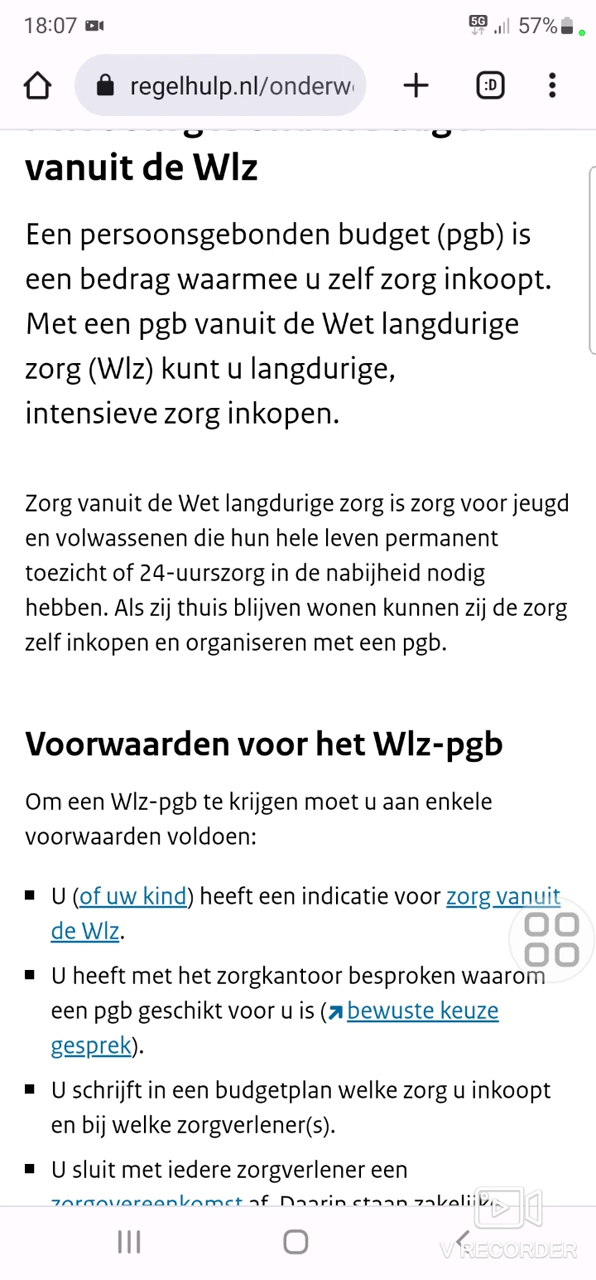 18:07
5G
57%
regelhulp.nl/onderw
:D
vanuit de Wlz
Een persoonsgebonden budget (pgb) is
een bedrag waarmee u zelf zorg inkoopt.
Met een pgb vanuit de Wet langdurige
zorg (Wlz) kunt u langdurige,
intensieve zorg inkopen.
Zorg vanuit de Wet langdurige zorg is zorg voor jeugd
en volwassenen die hun hele leven permanent
toezicht of 24-uurszorg in de nabijheid nodig
hebben. Als zij thuis blijven wonen kunnen zij de zorg
zelf inkopen en organiseren met een pgb.
Voorwaarden voor het Wlz-pgb
Om een Wlz-pgb te krijgen moet u aan enkele
voorwaarden voldoen:
U (of uw kind) heeft een indicatie voor zorg vanuit
de Wlz.
U heeft met het zorgkantoor besproken waarom
een pgb geschikt voor u is (bewuste keuze
gesprek).
U schrijft in een budgetplan welke zorg u inkoopt
en bij welke zorgverlener(s).
U sluit met iedere zorgverlener een
zorgovereenkomst af. Daarin staan zakelijke
V RECORDER